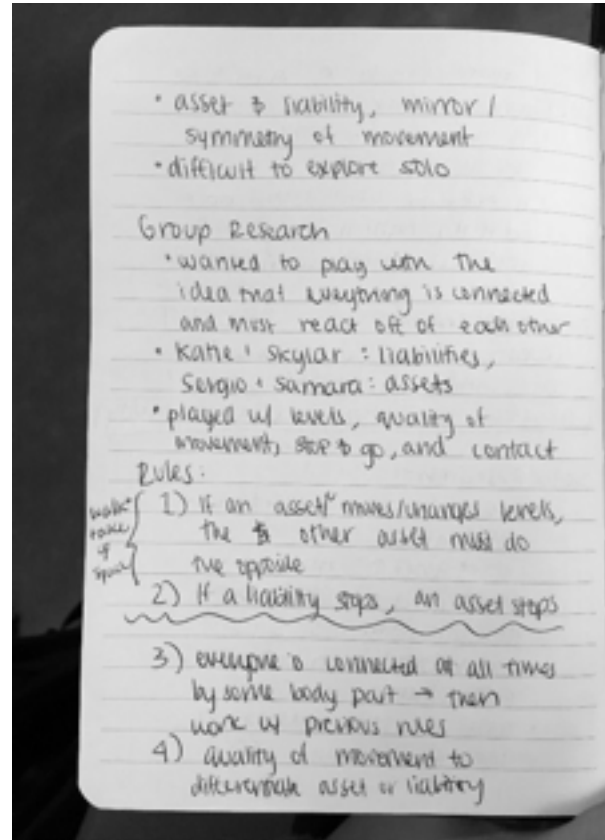 • asset & liability, mirror /
symmetry of movement
• difficult to explore solo
Group Research
• wanted to play with the
idea that everything is connected
and must react off of each other
• Katie & Skylar : liabilities,
Sergio & Samara : assets
• played w/ levels, quality of
movement, stop & go, and contact
Rules:
1) If an asset moves/changes levels,
the other asset must do
the opposite
2) If a liability stops, an asset stops
3) everyone is connected at all times
by some body part → then
work w/ previous rules
4) quality of movement to
differentiate asset or liability